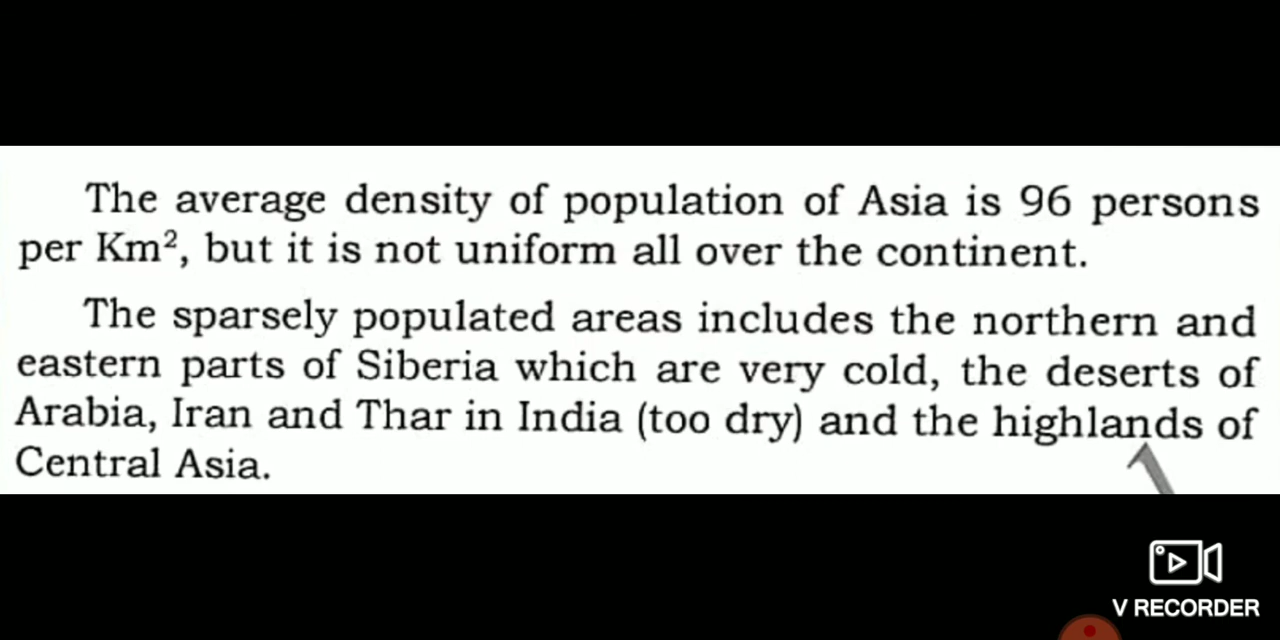 The average density of population of Asia is 96 persons
per Km², but it is not uniform all over the continent.
The sparsely populated areas includes the northern and
eastern parts of Siberia which are very cold, the deserts of
Arabia, Iran and Thar in India (too dry) and the highlands of
Central Asia.
V RECORDER